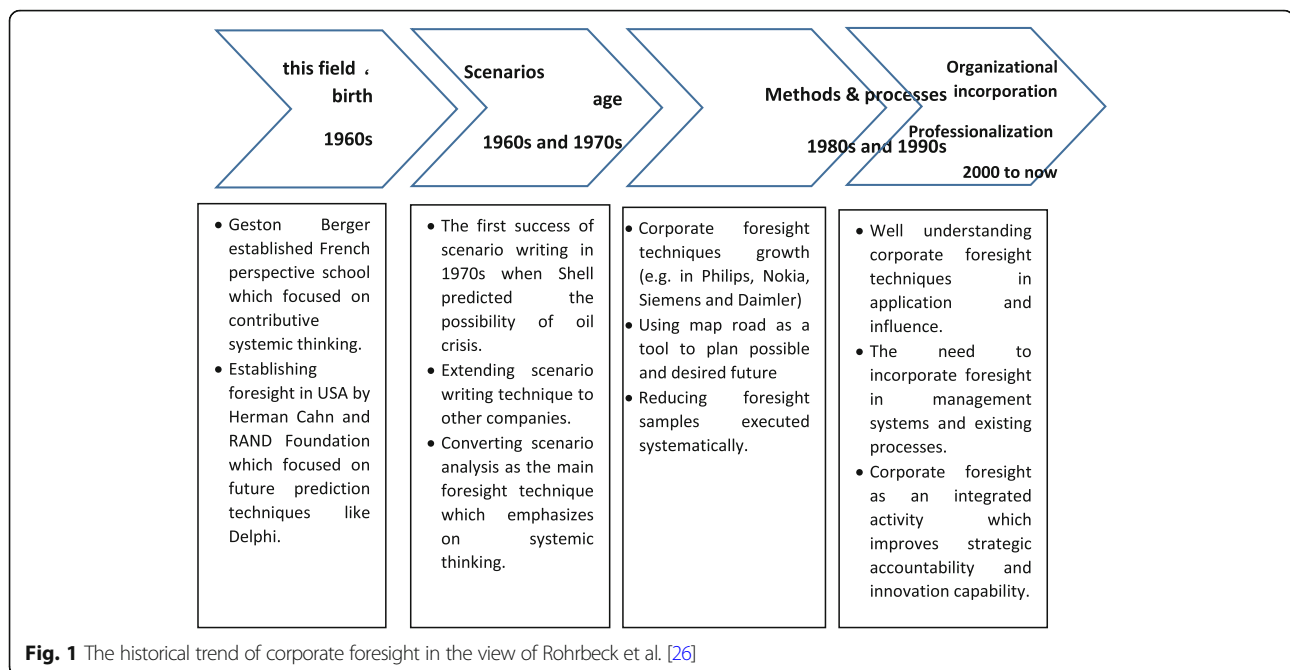 this field ،
birth
1960s
Scenarios
age
1960s and 1970s
Methods & processes
1980s and 1990s
Organizational
incorporation
Professionalization
2000 to now
• Geston Berger
established French
perspective school
which focused on
contributive
systemic thinking.
• Establishing
foresight in USA by
Herman Cahn and
RAND Foundation
which focused on
future prediction
techniques like
Delphi.
• The first success of
scenario writing in
1970s when Shell
predicted the
possibility of oil
crisis.
• Extending scenario
writing technique to
other companies.
• Converting scenario
analysis as the main
foresight technique
which emphasizes
on systemic
thinking.
• Corporate foresight
techniques growth
(e.g. in Philips, Nokia,
Siemens and Daimler)
• Using map road as a
tool to plan possible
and desired future
• Reducing foresight
samples executed
systematically.
• Well understanding
corporate foresight
techniques in
application and
influence.
• The need to
incorporate foresight
in management
systems and existing
processes.
• Corporate foresight
as an integrated
activity which
improves strategic
accountability and
innovation capability.
Fig. 1 The historical trend of corporate foresight in the view of Rohrbeck et al. [26]